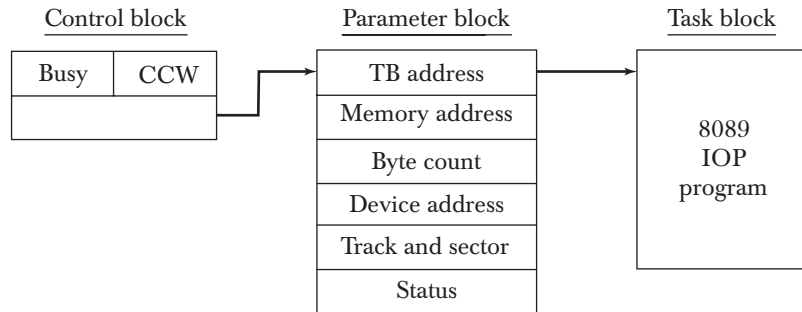 Control block
Parameter block
Task block
Busy
CCW
TB address
Memory address
Byte count
Device address
Track and sector
Status
8089
IOP
program